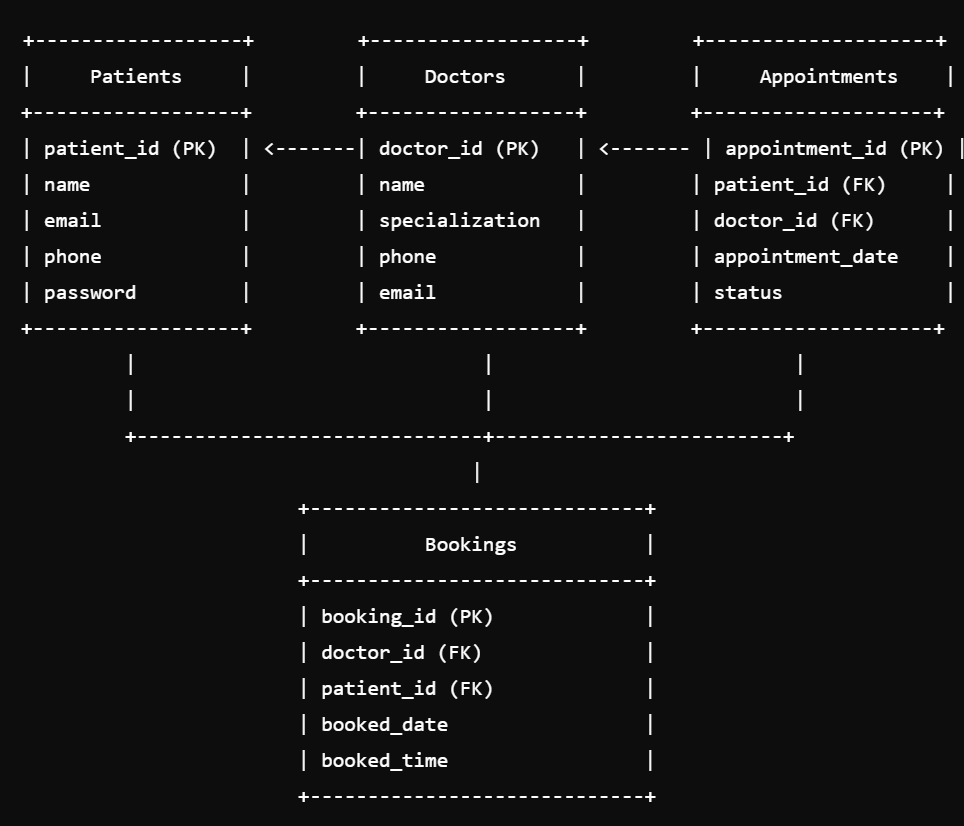 +------------------+         +------------------+         +--------------------+
|     Patients     |         |     Doctors      |         |     Appointments    |
+------------------+         +------------------+         +--------------------+
| patient_id (PK)  | <-------| doctor_id (PK)   | <------- | appointment_id (PK) |
| name             |         | name             |         | patient_id (FK)     |
| email            |         | specialization   |         | doctor_id (FK)      |
| phone            |         | phone            |         | appointment_date    |
| password         |         | email            |         | status              |
+------------------+         +------------------+         +--------------------+
         |                              |                          |
         |                              |                          |
         +------------------------------+-------------------------+
                                       |
                        +-----------------------------+
                        |          Bookings           |
                        +-----------------------------+
                        | booking_id (PK)             |
                        | doctor_id (FK)              |
                        | patient_id (FK)             |
                        | booked_date                 |
                        | booked_time                 |
                        +-----------------------------+